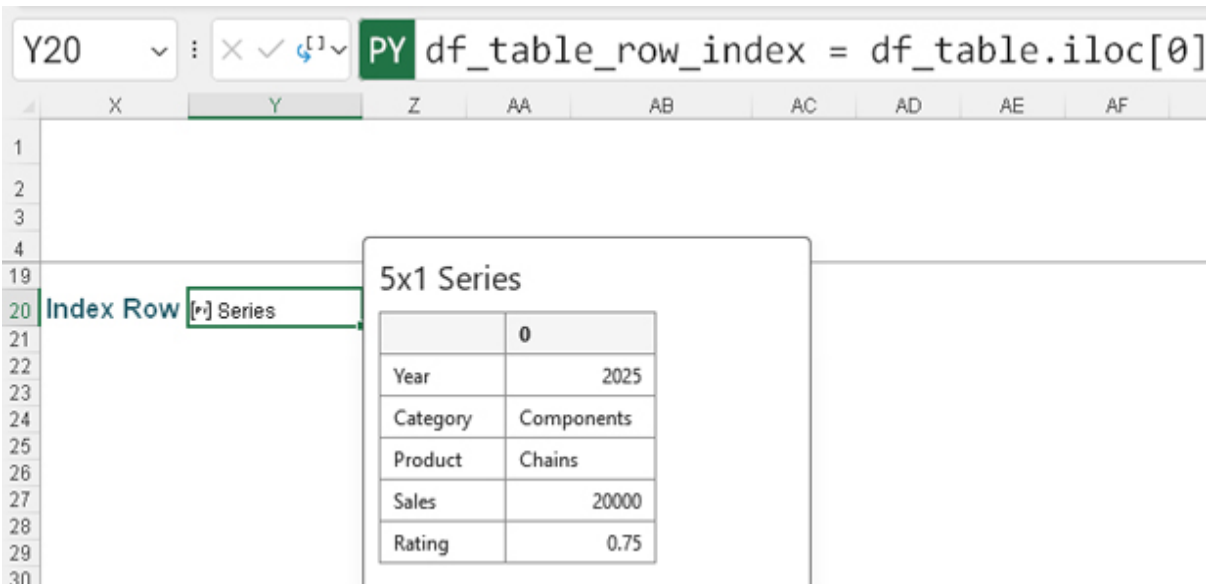 Y20 PY df_table_row_index = df_table.iloc[0]
X Y Z AA AB AC AD AE AF
1
2
3
4
19
20 Index Row [PY] Series
21
22
23
24
25
26
27
28
29
30
5x1 Series
0
Year 2025
Category Components
Product Chains
Sales 20000
Rating 0.75